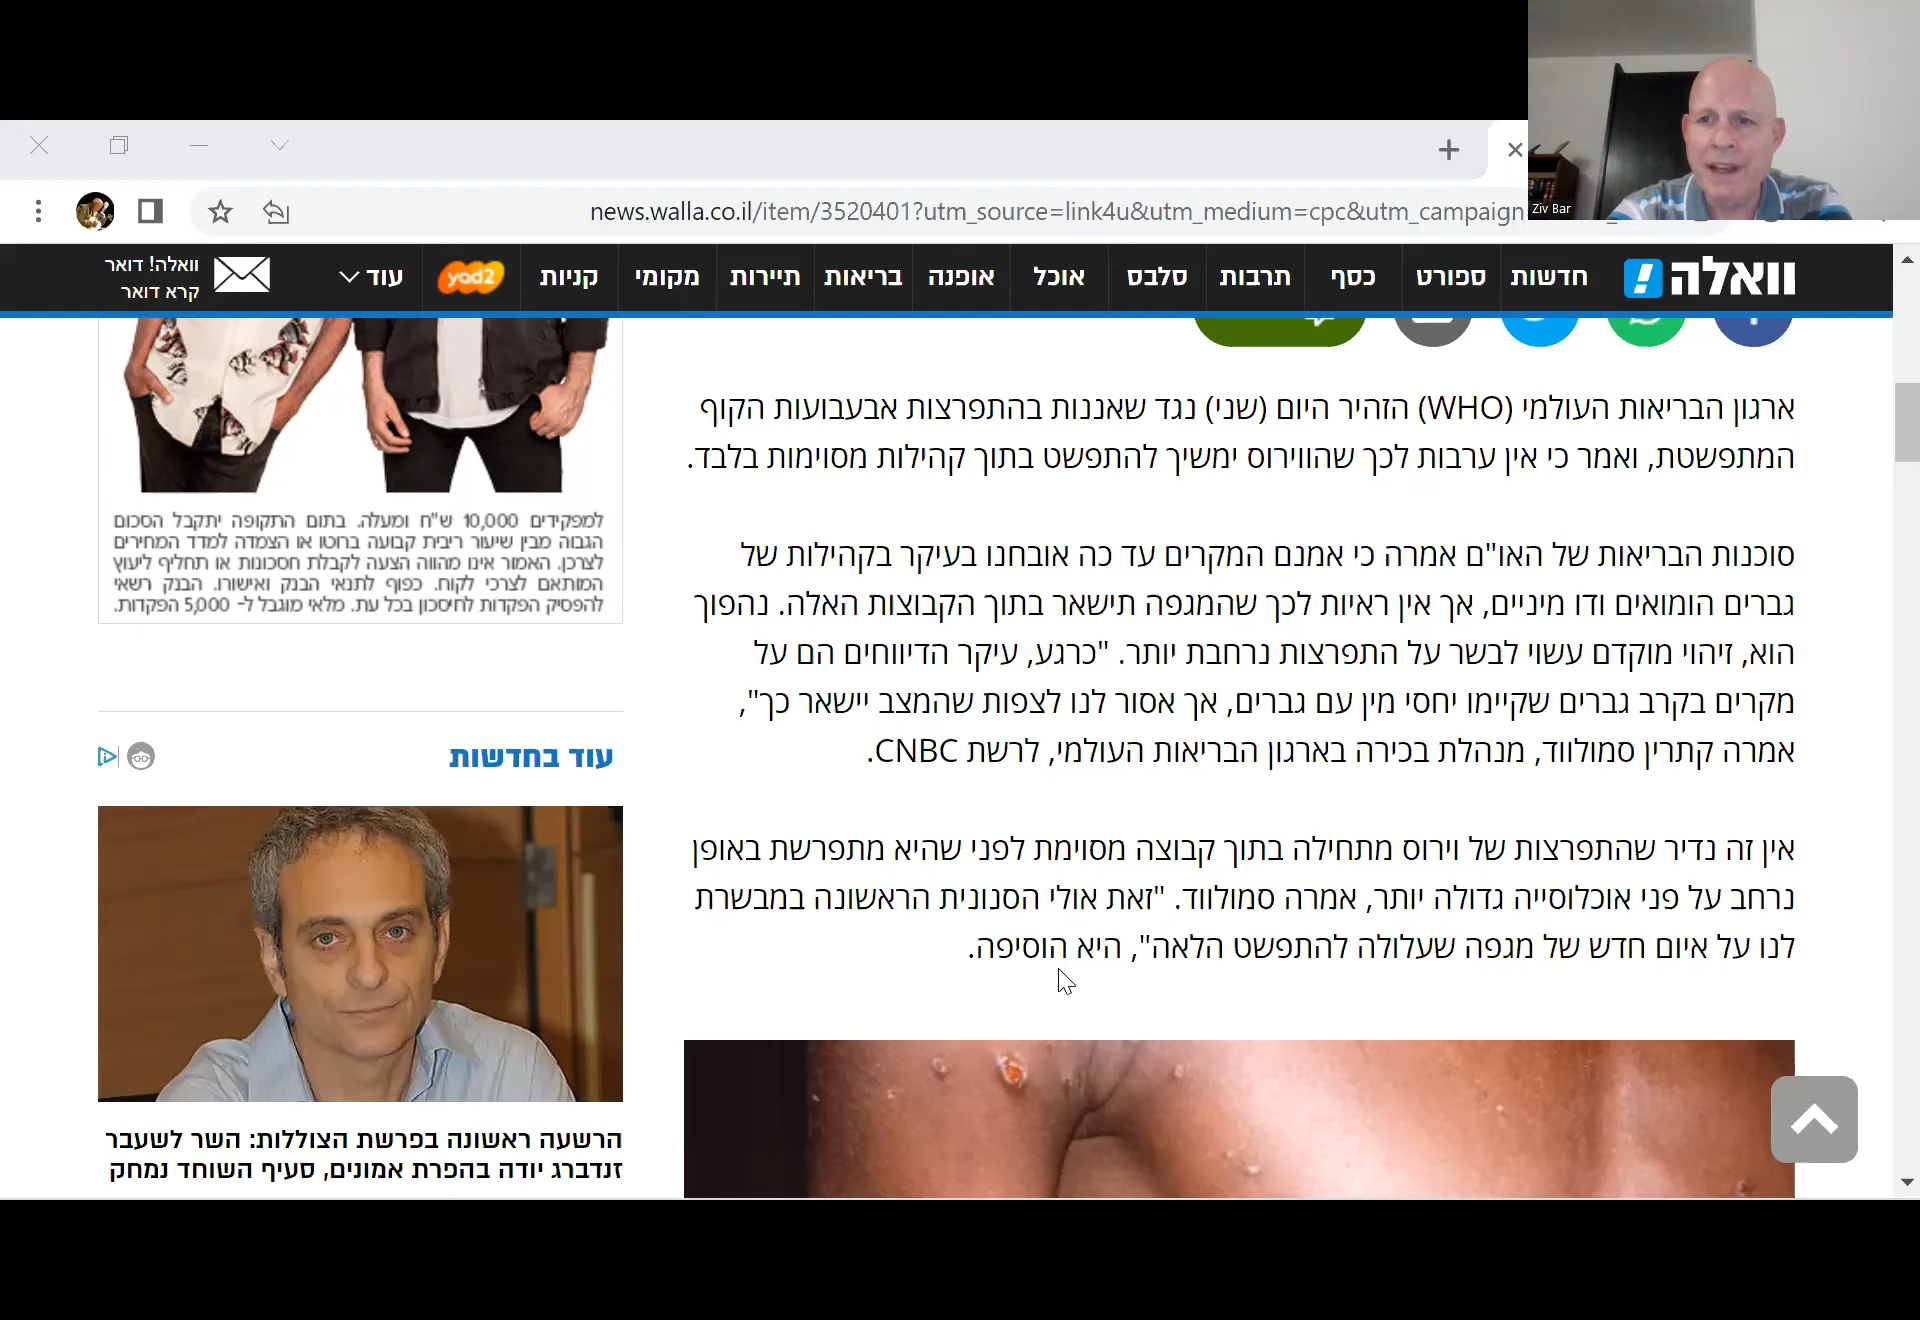 Ziv Bar
news.walla.co.il/item/3520401?utm_source=link4u&utm_medium=cpc&utm_campaign
וואלה!
חדשות
ספורט
כסף
תרבות
סלבס
אוכל
אופנה
בריאות
תיירות
מקומי
קניות
yad2
עוד
וואלה! דואר
קרא דואר
ארגון הבריאות העולמי (WHO) הזהיר היום (שני) נגד שאננות בהתפרצות אבעבועות הקוף
המתפשטת, ואמר כי אין ערבות לכך שהווירוס ימשיך להתפשט בתוך קהילות מסוימות בלבד.
סוכנות הבריאות של האו"ם אמרה כי אמנם המקרים עד כה אובחנו בעיקר בקהילות של
גברים הומואים ודו מיניים, אך אין ראיות לכך שהמגפה תישאר בתוך הקבוצות האלה. נהפוך
הוא, זיהוי מוקדם עשוי לבשר על התפרצות נרחבת יותר. "כרגע, עיקר הדיווחים הם על
מקרים בקרב גברים שקיימו יחסי מין עם גברים, אך אסור לנו לצפות שהמצב יישאר כך",
אמרה קתרין סמולווד, מנהלת בכירה בארגון הבריאות העולמי, לרשת CNBC.
אין זה נדיר שהתפרצות של וירוס מתחילה בתוך קבוצה מסוימת לפני שהיא מתפרשת באופן
נרחב על פני אוכלוסייה גדולה יותר, אמרה סמולווד. "זאת אולי הסנונית הראשונה במבשרת
לנו על איום חדש של מגפה שעלולה להתפשט הלאה", היא הוסיפה.
למפקידים 10,000 ש"ח ומעלה. בתום התקופה יתקבל הסכום
הגבוה מבין שיעור ריבית קבועה ברוטו או הצמדה למדד המחירים
לצרכן. האמור אינו מהווה הצעה לקבלת חסכונות או תחליף ליעוץ
המותאם לצרכי לקוח. כפוף לתנאי הבנק ואישורו. הבנק רשאי
להפסיק הפקדות לחיסכון בכל עת. מלאי מוגבל ל- 5,000 הפקדות.
עוד בחדשות
הרשעה ראשונה בפרשת הצוללות: השר לשעבר
זנדברג יודה בהפרת אמונים, סעיף השוחד נמחק